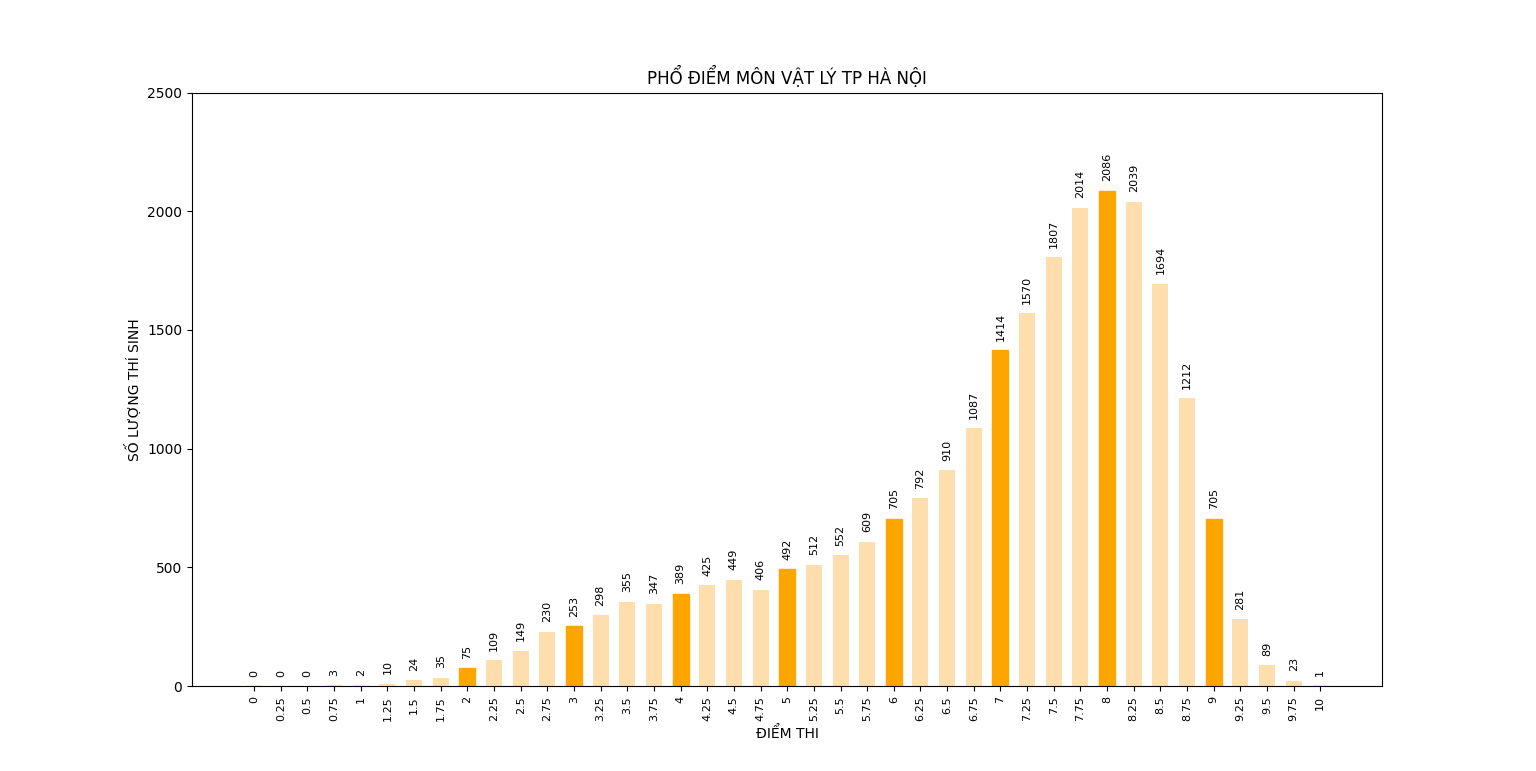 PHỔ ĐIỂM MÔN VẬT LÝ TP HÀ NỘI
SỐ LƯỢNG THÍ SINH
2500
2000
1500
1000
500
0
0 0 0 3 2 10 24 35 75 109 149 230 253 298 355 347 389 425 449 406 492 512 552 609 705 792 910 1087 1414 1570 1807 2014 2086 2039 1694 1212 705 281 89 23 1
0 0.25 0.5 0.75 1 1.25 1.5 1.75 2 2.25 2.5 2.75 3 3.25 3.5 3.75 4 4.25 4.5 4.75 5 5.25 5.5 5.75 6 6.25 6.5 6.75 7 7.25 7.5 7.75 8 8.25 8.5 8.75 9 9.25 9.5 9.75 10
ĐIỂM THI